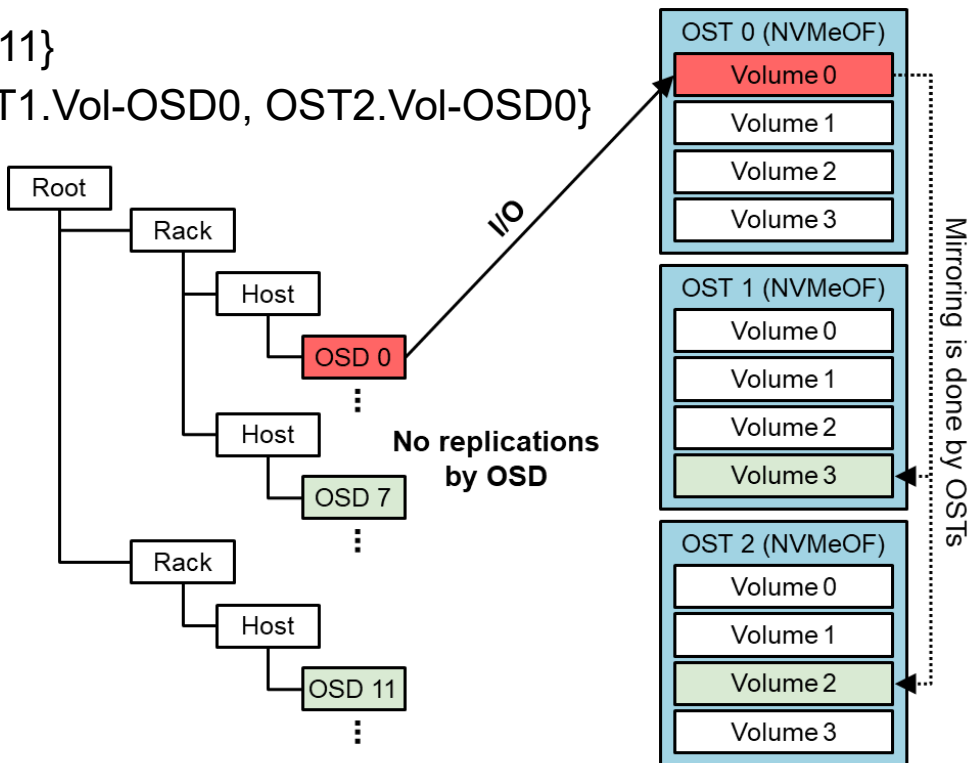 11}
T1.Vol-OSD0, OST2.Vol-OSD0}
Root
Rack
Host
OSD 0
Host
OSD 7
Rack
Host
OSD 11
No replications
by OSD
I/O
OST 0 (NVMeOF)
Volume 0
Volume 1
Volume 2
Volume 3
OST 1 (NVMeOF)
Volume 0
Volume 1
Volume 2
Volume 3
OST 2 (NVMeOF)
Volume 0
Volume 1
Volume 2
Volume 3
Mirroring is done by OSTs